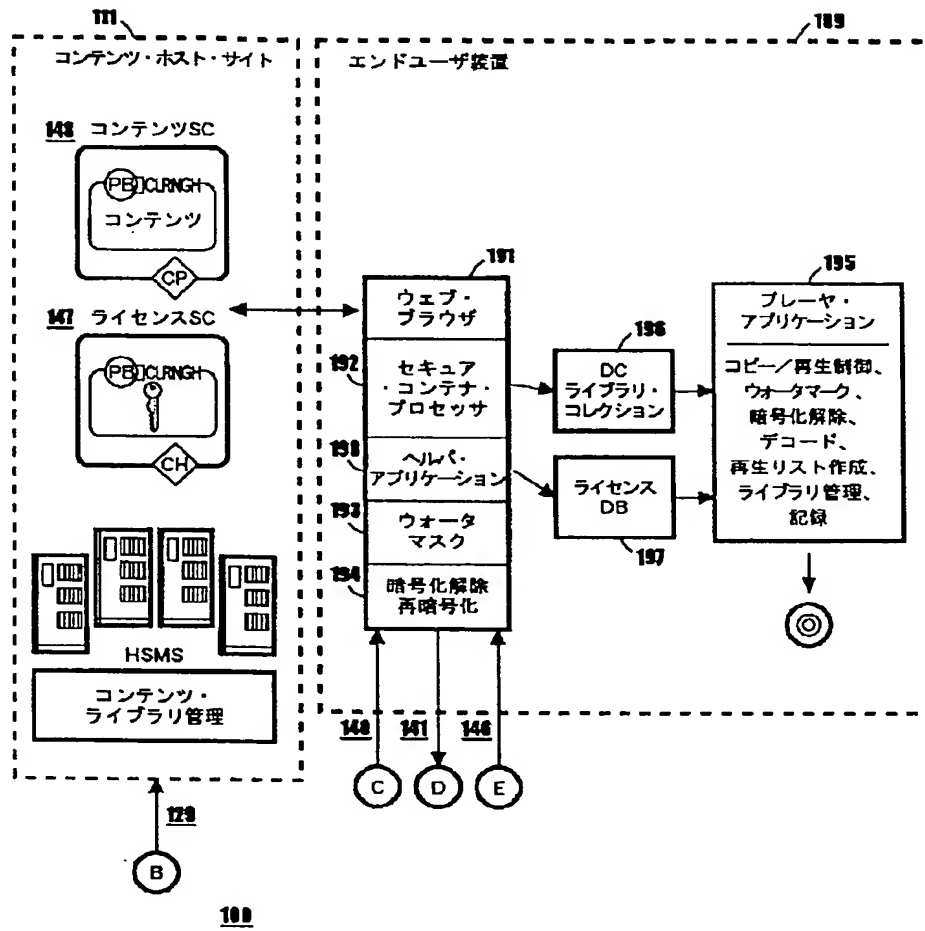 111
コンテンツ・ホスト・サイト
148 コンテンツSC
PB CLRNGH
コンテンツ
CP
147 ライセンスSC
PB CLRNGH
CH
HSMS
コンテンツ・
ライブラリ管理
129
B
100
109
エンドユーザ装置
191
ウェブ・
ブラウザ
192
セキュア
・コンテナ・
プロセッサ
198
ヘルパ・
アプリケーション
193
ウォータ
マスク
194
暗号化解除
再暗号化
196
DC
ライブラリ・
コレクション
ライセンス
DB
197
195
プレーヤ・
アプリケーション
コピー/再生制御、
ウォータマーク、
暗号化解除、
デコード、
再生リスト作成、
ライブラリ管理、
記録
141
146
C
D
E